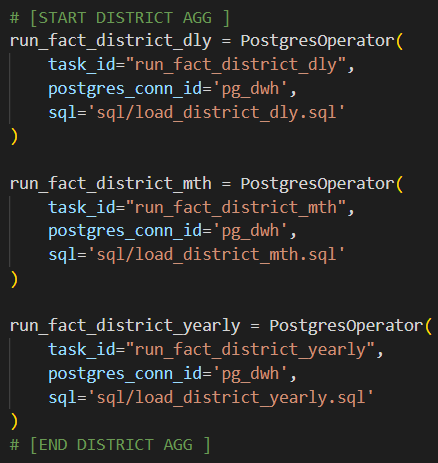 # [START DISTRICT AGG ]
run_fact_district_dly = PostgresOperator(
    task_id="run_fact_district_dly",
    postgres_conn_id='pg_dwh',
    sql='sql/load_district_dly.sql'
)

run_fact_district_mth = PostgresOperator(
    task_id="run_fact_district_mth",
    postgres_conn_id='pg_dwh',
    sql='sql/load_district_mth.sql'
)

run_fact_district_yearly = PostgresOperator(
    task_id="run_fact_district_yearly",
    postgres_conn_id='pg_dwh',
    sql='sql/load_district_yearly.sql'
)
# [END DISTRICT AGG ]